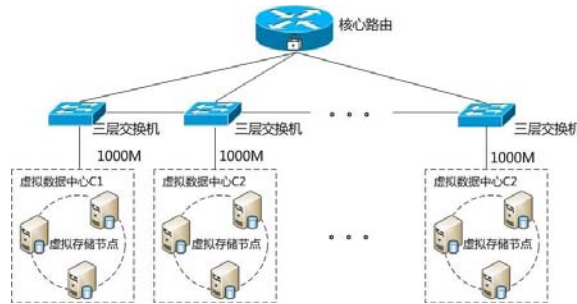 核心路由
三层交换机
三层交换机
三层交换机
1000M
1000M
1000M
虚拟数据中心C1
虚拟数据中心C2
虚拟数据中心C2
虚拟存储节点
虚拟存储节点
虚拟存储节点